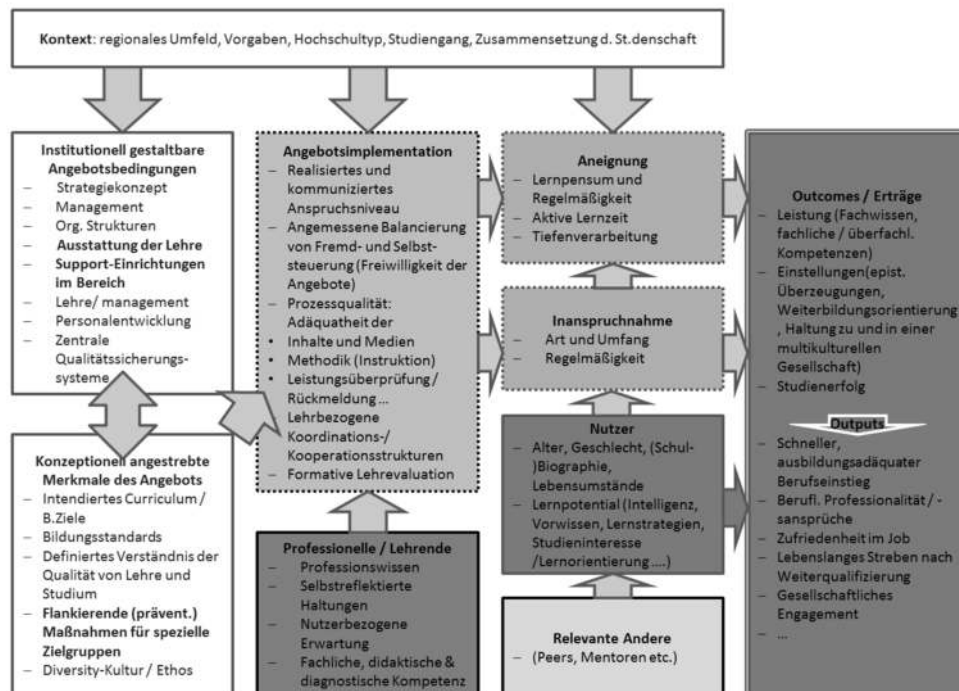 Kontext: regionales Umfeld, Vorgaben, Hochschultyp, Studiengang, Zusammensetzung d. St.denschaft
Institutionell gestaltbare
Angebotsbedingungen
– Strategiekonzept
– Management
– Org. Strukturen
– Ausstattung der Lehre
– Support-Einrichtungen
im Bereich
– Lehre/ management
– Personalentwicklung
– Zentrale
Qualitätssicherungs-
systeme
Konzeptionell angestrebte
Merkmale des Angebots
– Intendiertes Curriculum /
B.Ziele
– Bildungsstandards
– Definiertes Verständnis der
Qualität von Lehre und
Studium
– Flankierende (prävent.)
Maßnahmen für spezielle
Zielgruppen
– Diversity-Kultur / Ethos
Angebotsimplementation
– Realisiertes und
kommuniziertes
Anspruchsniveau
– Angemessene Balancierung
von Fremd- und Selbst-
steuerung (Freiwilligkeit der
Angebote)
– Prozessqualität:
Adäquatheit der
• Inhalte und Medien
• Methodik (Instruktion)
• Leistungsüberprüfung /
Rückmeldung ...
– Lehrbezogene
Koordinations-/
Kooperationsstrukturen
– Formative Lehrevaluation
Professionelle / Lehrende
– Professionswissen
– Selbstreflektierte
Haltungen
– Nutzerbezogene
Erwartung
– Fachliche, didaktische &
diagnostische Kompetenz
Aneignung
– Lernpensum und
Regelmäßigkeit
– Aktive Lernzeit
– Tiefenverarbeitung
Inanspruchnahme
– Art und Umfang
– Regelmäßigkeit
Nutzer
– Alter, Geschlecht, (Schul-
)Biographie,
Lebensumstände
– Lernpotential (Intelligenz,
Vorwissen, Lernstrategien,
Studieninteresse
/Lernorientierung ....)
Relevante Andere
– (Peers, Mentoren etc.)
Outcomes / Erträge
– Leistung (Fachwissen,
fachliche / überfachl.
Kompetenzen)
– Einstellungen(epist.
Überzeugungen,
Weiterbildungsorientierung
, Haltung zu und in einer
multikulturellen
Gesellschaft)
– Studienerfolg
Outputs
– Schneller,
ausbildungsadäquater
Berufseinstieg
– Berufl. Professionalität / -
sansprüche
– Zufriedenheit im Job
– Lebenslanges Streben nach
Weiterqualifizierung
– Gesellschaftliches
Engagement
– ...